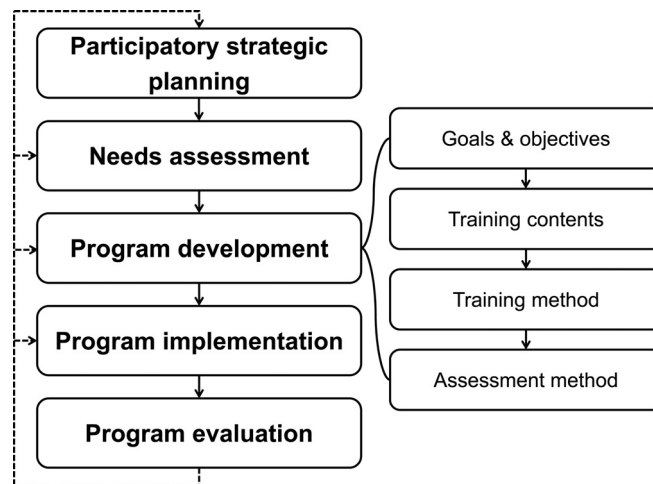 Participatory strategic
planning
Needs assessment
Program development
Program implementation
Program evaluation
Goals & objectives
Training contents
Training method
Assessment method